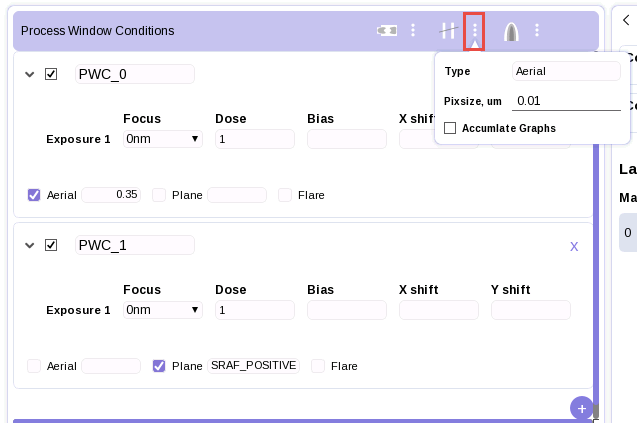 Process Window Conditions
Type Aerial
Pixsize, um 0.01
Accumlate Graphs
PWC_0
Focus Dose Bias X shift
Exposure 1 0nm 1
Aerial 0.35 Plane Flare
PWC_1 X
Focus Dose Bias X shift Y shift
Exposure 1 0nm 1
Aerial Plane SRAF_POSITIVE Flare
+
La
Ma
0